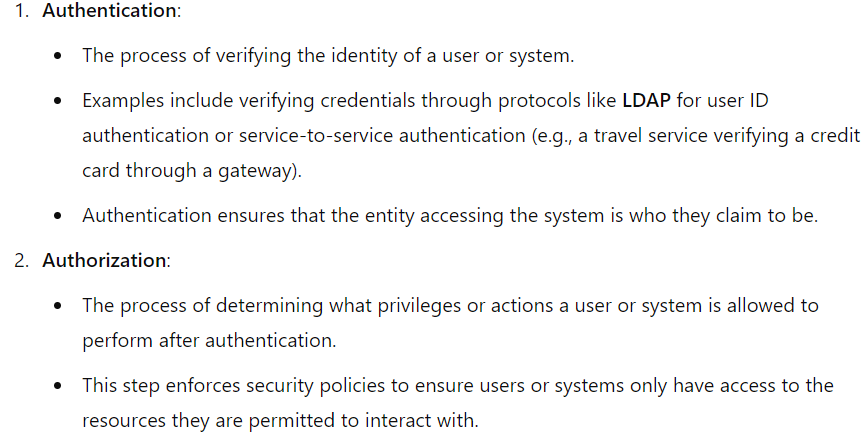 1. Authentication:
• The process of verifying the identity of a user or system.
• Examples include verifying credentials through protocols like LDAP for user ID
authentication or service-to-service authentication (e.g., a travel service verifying a credit
card through a gateway).
• Authentication ensures that the entity accessing the system is who they claim to be.
2. Authorization:
• The process of determining what privileges or actions a user or system is allowed to
perform after authentication.
• This step enforces security policies to ensure users or systems only have access to the
resources they are permitted to interact with.